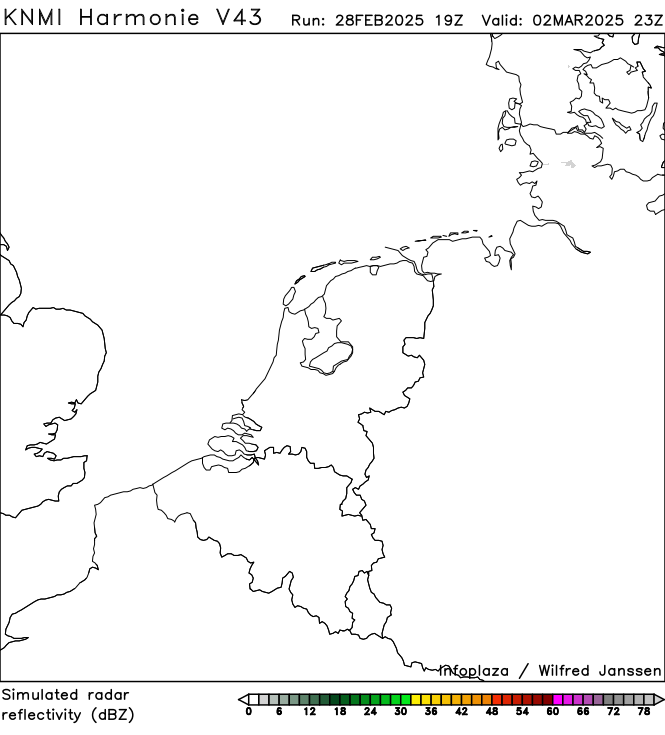 KNMI Harmonie V43 Run: 28FEB2025 19Z Valid: 02MAR2025 23Z
infoplaza / Wilfred Janssen
Simulated radar
reflectivity (dBZ)
0 6 12 18 24 30 36 42 48 54 60 66 72 78